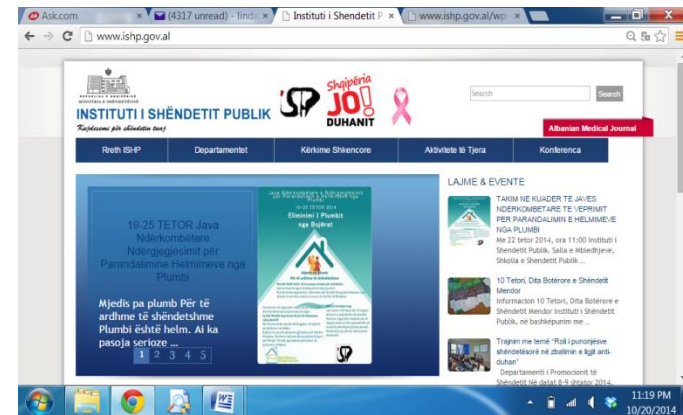 Ask.com
(4317 unread) - linda
Instituti i Shendetit P
www.ishp.gov.al/wp
www.ishp.gov.al
INSTITUTI I SHËNDETIT PUBLIK
Kujdesemi për shëndetin tuaj
Shqipëria
JO!
DUHANIT
Search
Search
Albanian Medical Journal
Rreth ISHP
Departamentet
Kërkime Shkencore
Aktivitete të Tjera
Konferenca
19-25 TETOR Java
Ndërkombëtare
Ndërgjegjësimit për
Parandalimine Helmimeve nga
Plumbi
Mjedis pa plumb Për të
ardhme të shëndetshme
Plumbi është helm. Ai ka
pasoja serioze ...
1 2 3 4 5
19-25 TETOR 2014
Eliminimi i Plumbit
nga Bojërat
LAJME & EVENTE
TAKIM NE KUADER TE JAVES
NDERKOMBETARE TE VEPRIMIT
PER PARANDALIMIN E HELMIMEVE
NGA PLUMBI
Me 22 tetor 2014, ora 11:00 Instituti i
Shendetit Publik, Salla e Mbledhjeve,
Shkolla e Shendetit Publik ...
10 Tetori, Dita Botërore e Shëndetit
Mendor
Informacion 10 Tetori, Dita Botërore e
Shëndetit Mendor Instituti i Shëndetit
Publik, në bashkëpunim me ...
Trajnim me temë "Roli i punonjësve
shëndetësorë në zbatimin e ligjit anti-
duhan"
Departamenti i Promocionit të
Shëndetit Në datat 8-9 shtator 2014,
11:19 PM
10/20/2014